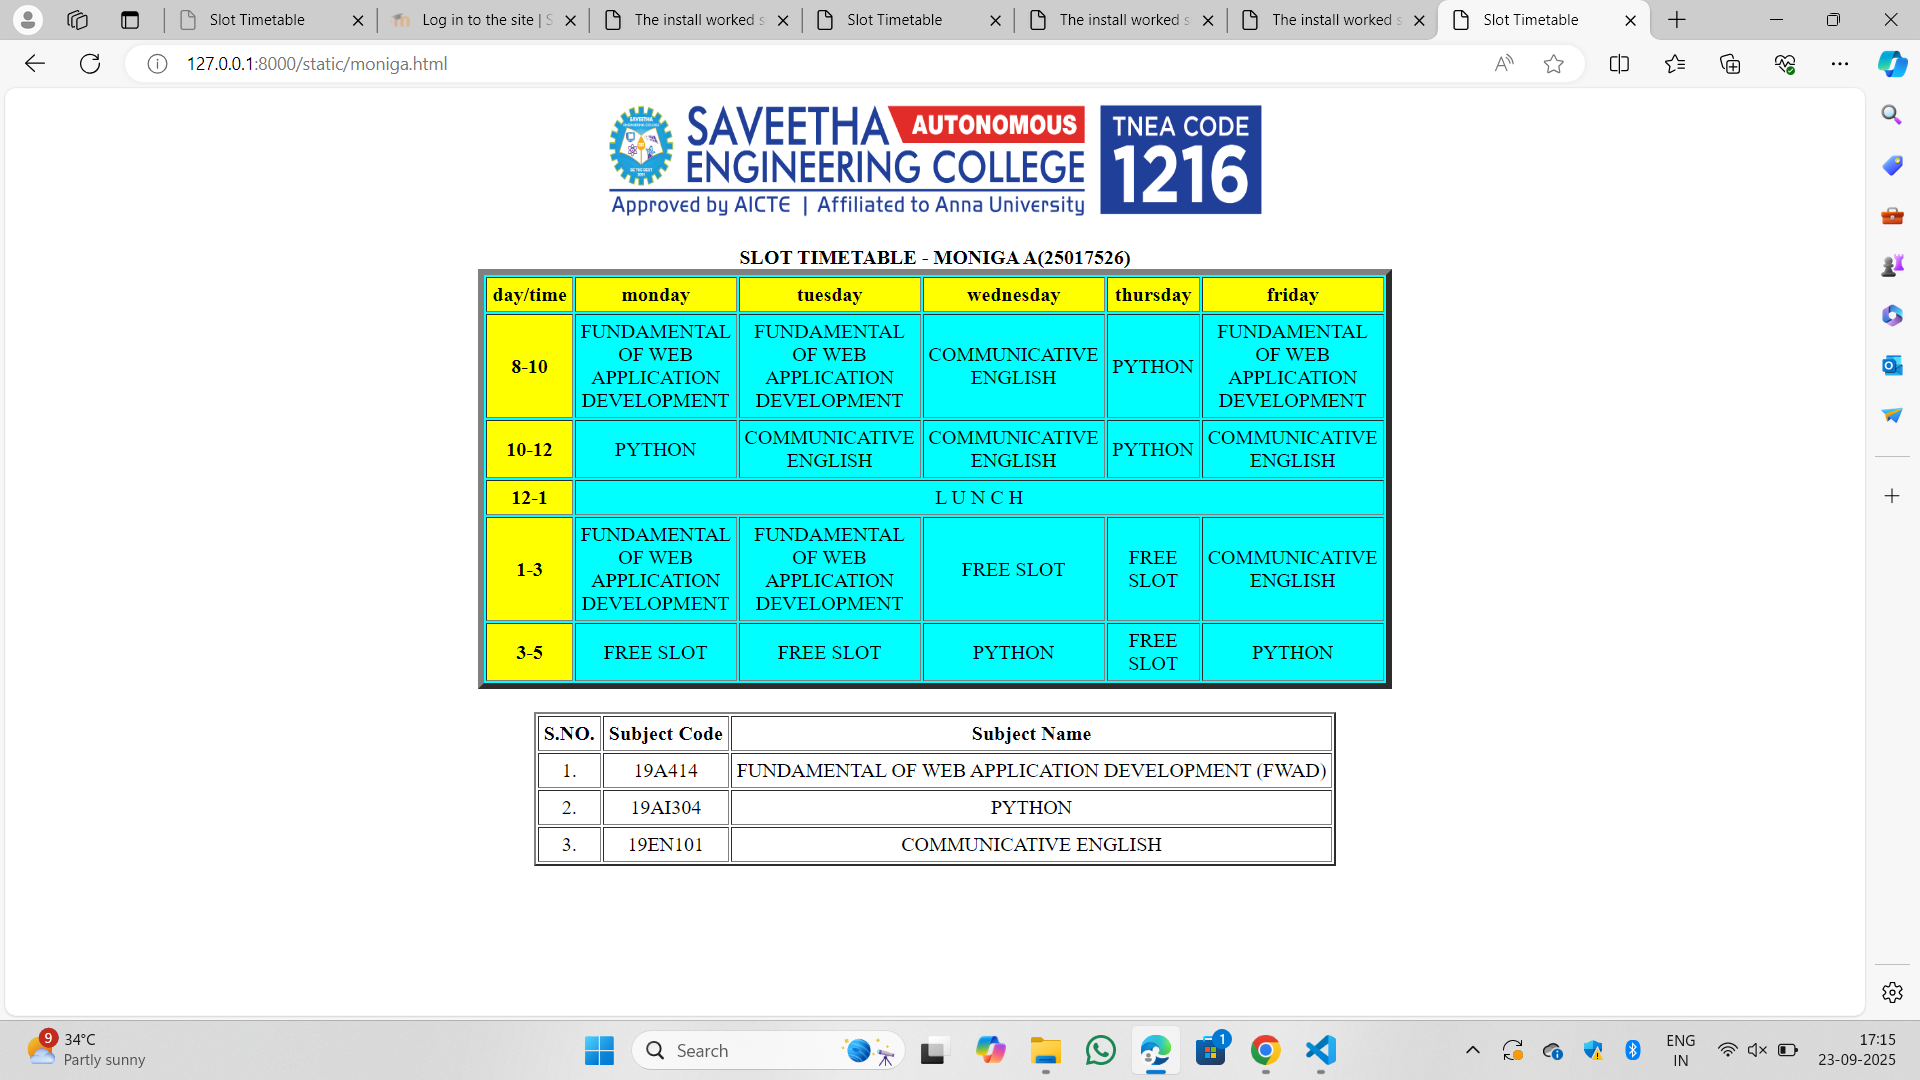 Slot Timetable
Log in to the site | S
The install worked s
Slot Timetable
The install worked s
The install worked s
Slot Timetable
127.0.0.1:8000/static/moniga.html
SAVEETHA AUTONOMOUS
ENGINEERING COLLEGE
Approved by AICTE | Affiliated to Anna University
TNEA CODE
1216
SLOT TIMETABLE - MONIGA A(25017526)
day/time monday tuesday wednesday thursday friday
8-10
FUNDAMENTAL
OF WEB
APPLICATION
DEVELOPMENT
FUNDAMENTAL
OF WEB
APPLICATION
DEVELOPMENT
COMMUNICATIVE
ENGLISH
PYTHON
FUNDAMENTAL
OF WEB
APPLICATION
DEVELOPMENT
10-12
PYTHON
COMMUNICATIVE
ENGLISH
COMMUNICATIVE
ENGLISH
PYTHON
COMMUNICATIVE
ENGLISH
12-1
L U N C H
1-3
FUNDAMENTAL
OF WEB
APPLICATION
DEVELOPMENT
FUNDAMENTAL
OF WEB
APPLICATION
DEVELOPMENT
FREE SLOT
FREE
SLOT
COMMUNICATIVE
ENGLISH
3-5
FREE SLOT
FREE SLOT
PYTHON
FREE
SLOT
PYTHON
S.NO. Subject Code Subject Name
1. 19A414 FUNDAMENTAL OF WEB APPLICATION DEVELOPMENT (FWAD)
2. 19AI304 PYTHON
3. 19EN101 COMMUNICATIVE ENGLISH
9
34°C
Partly sunny
Search
1
ENG
IN
17:15
23-09-2025